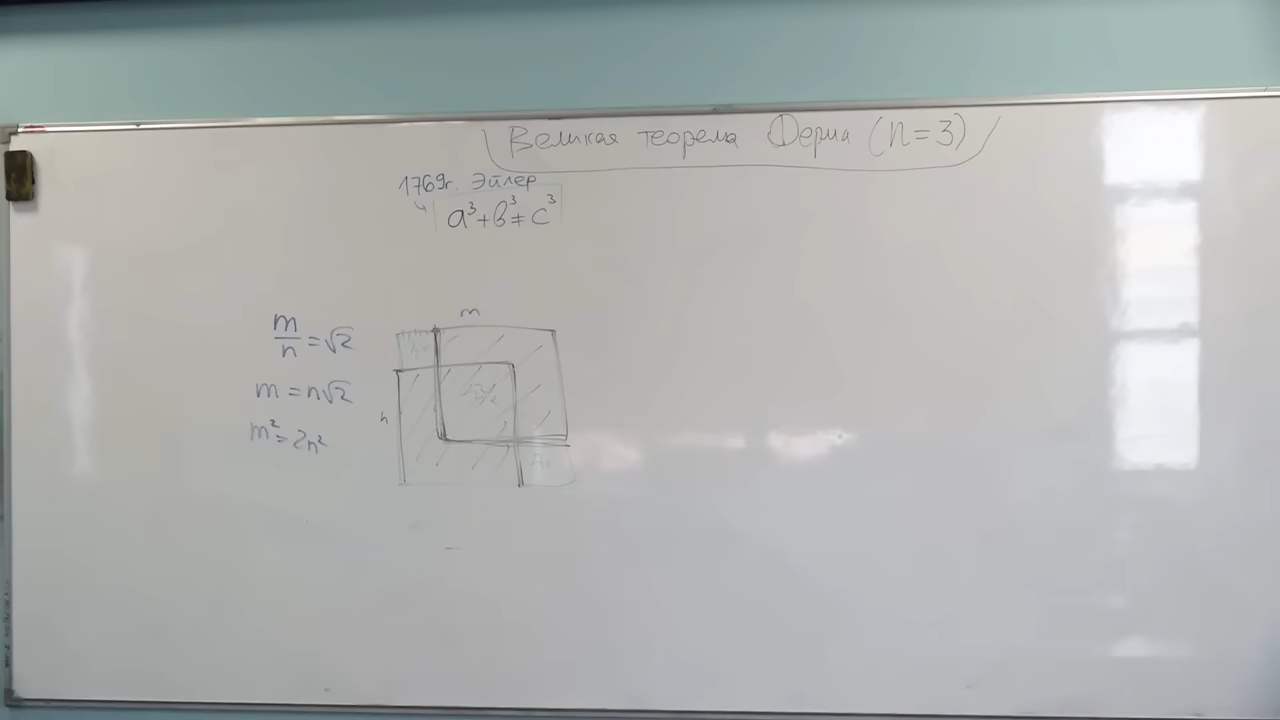 Великая теорема Ферма (n=3)
1769г. Эйлер
a³+b³≠c³
m
m/n=√2
m=n√2
n
m²=2n²